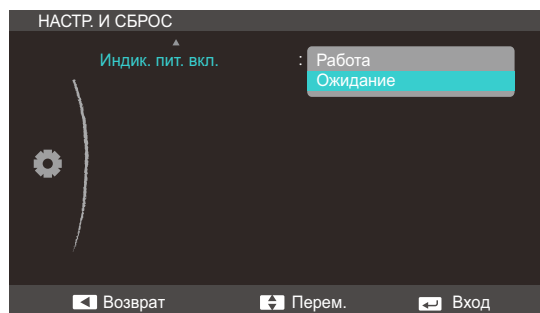 НАСТР. И СБРОС
Индик. пит. вкл. : Работа
Ожидание
Возврат Перем. Вход